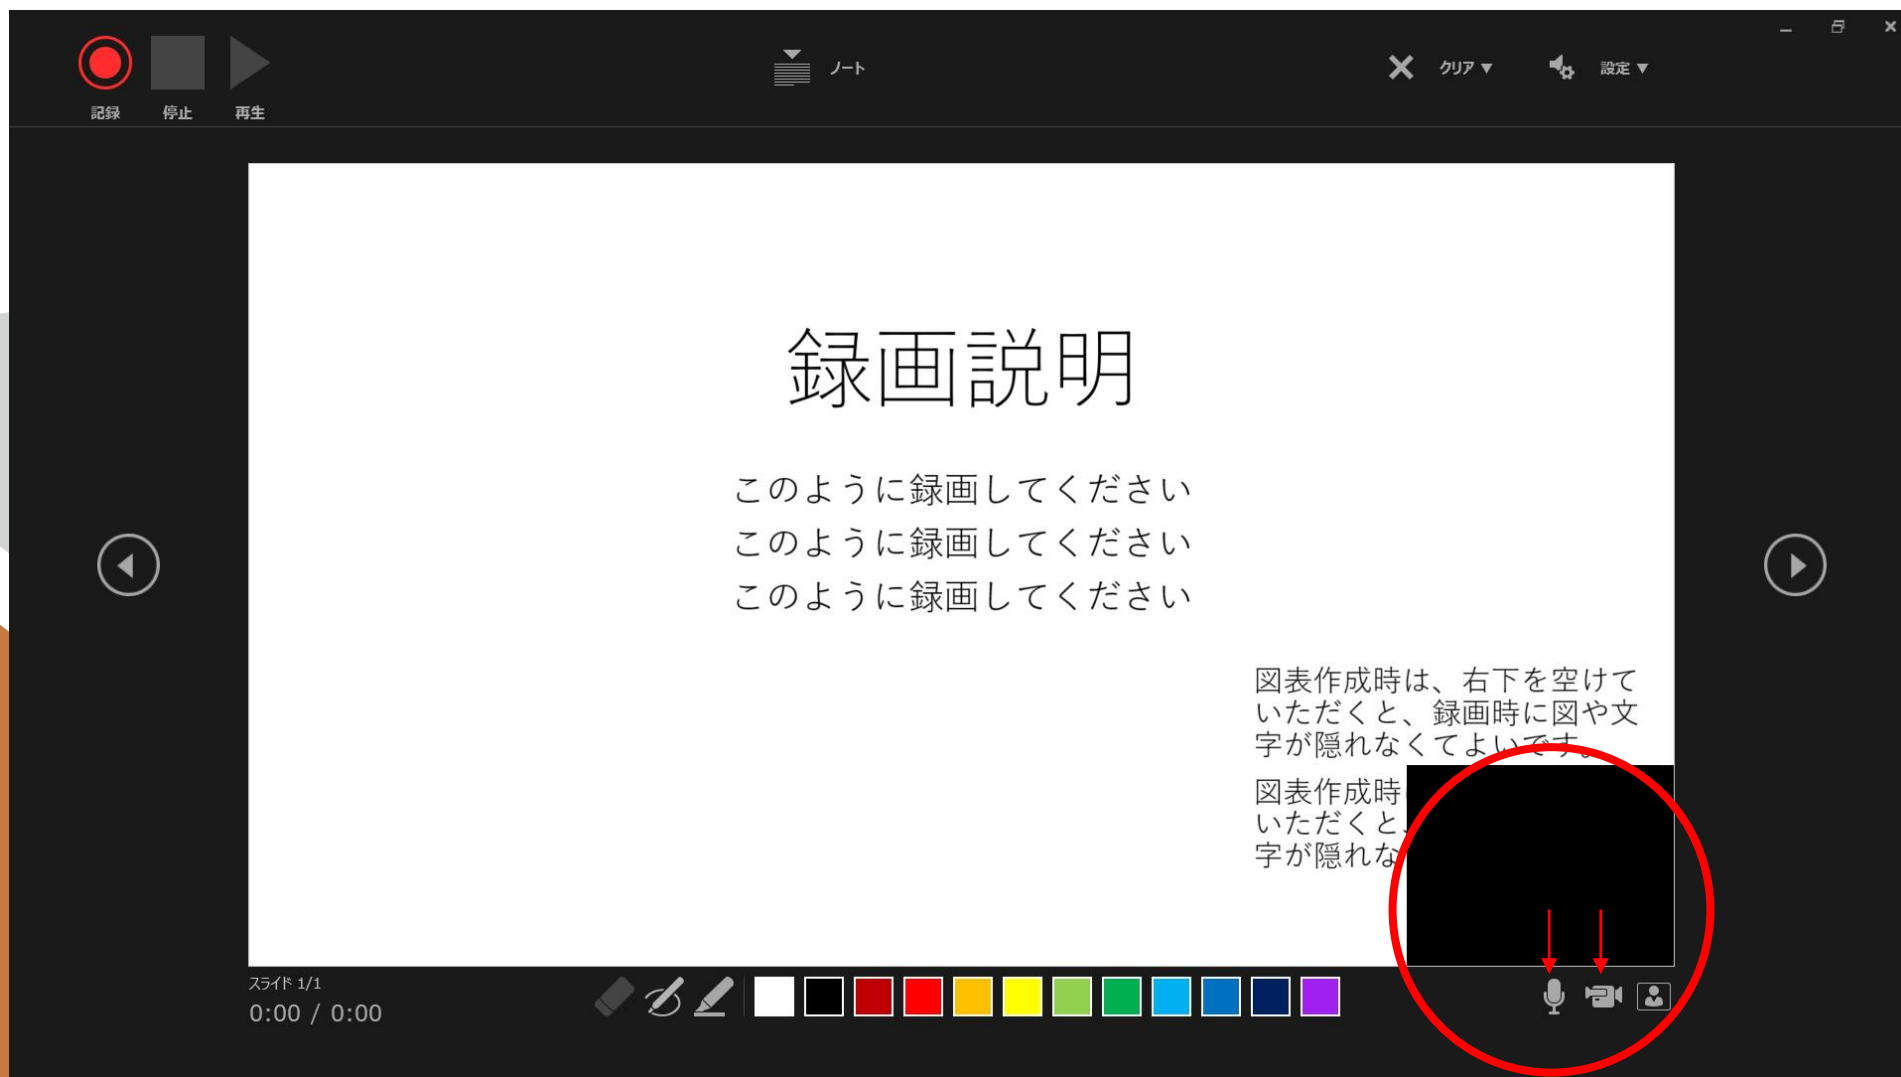 記録
停止
再生
ノート
クリア
設定
録画説明
このように録画してください
このように録画してください
このように録画してください
図表作成時は、右下を空けて
いただくと、録画時に図や文
字が隠れなくてよいです。
図表作成時
いただくと、
字が隠れな
スライド 1/1
0:00 / 0:00